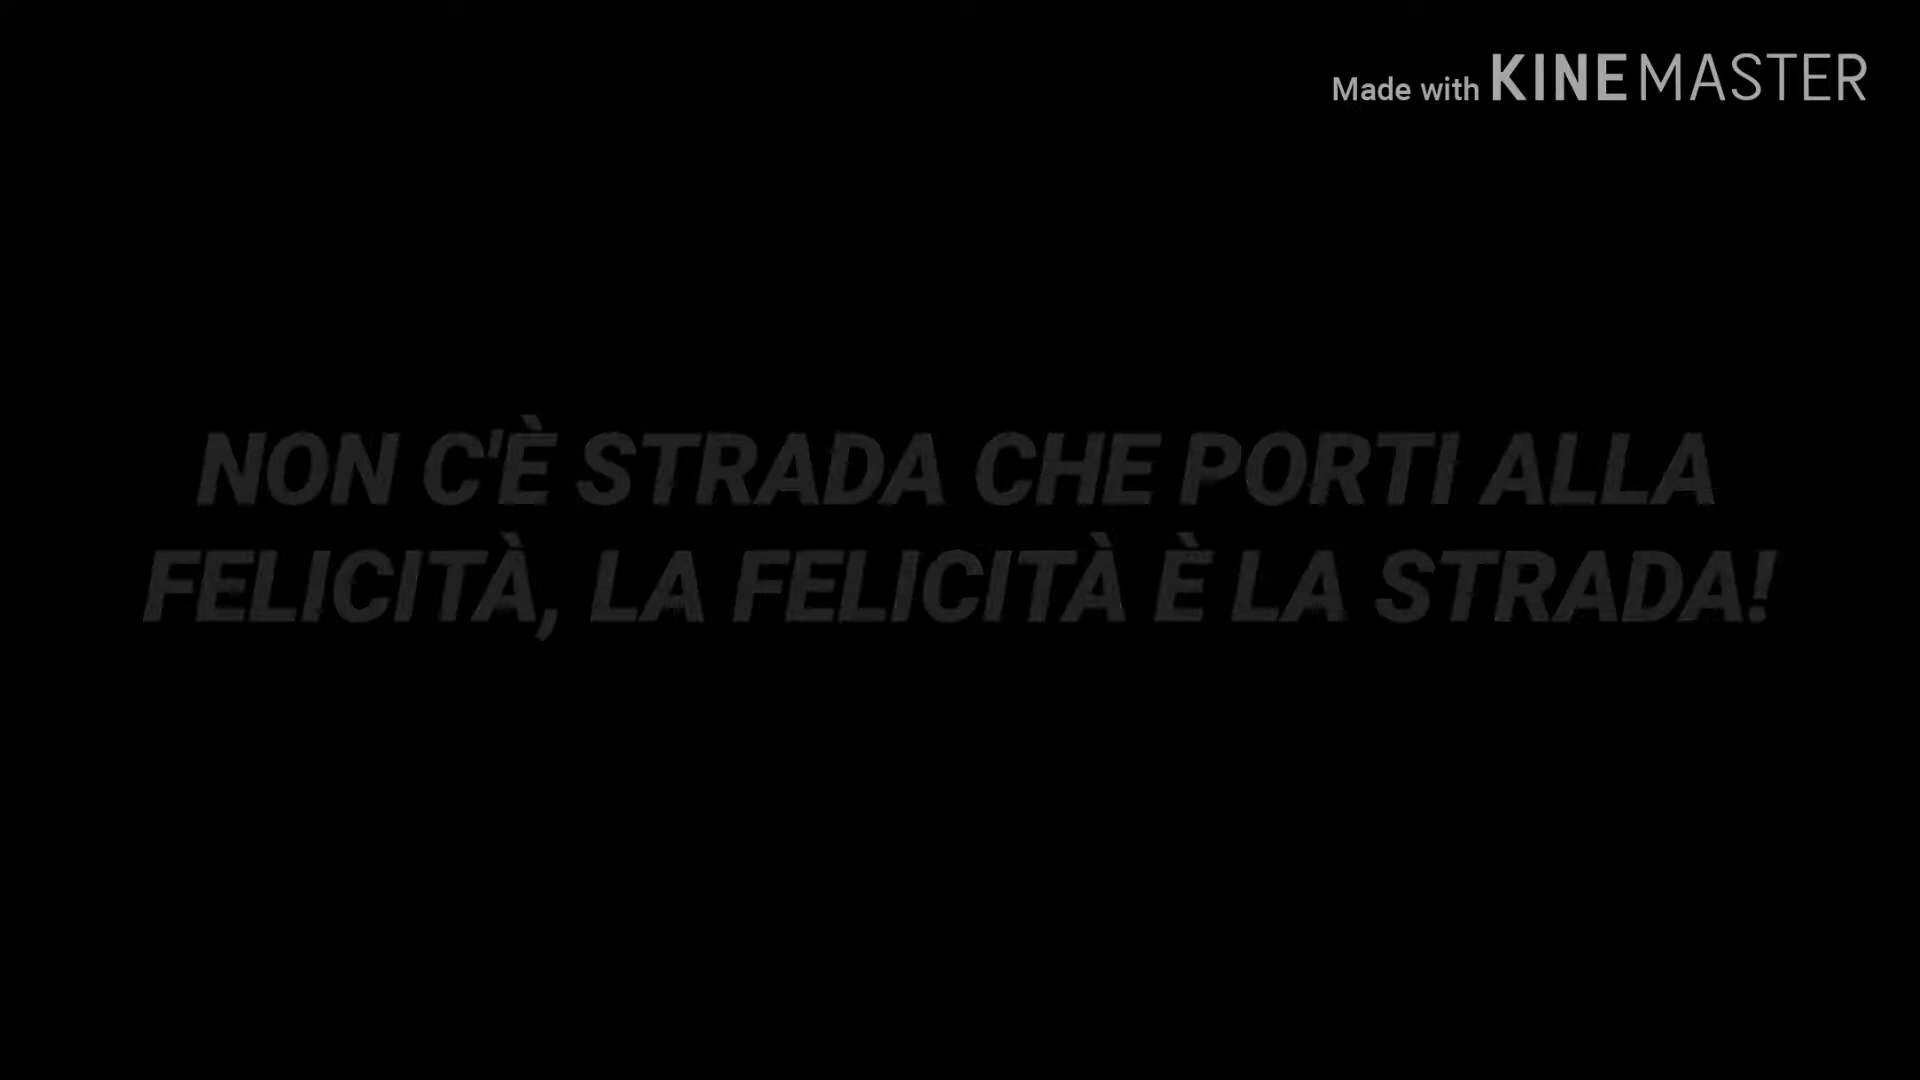 Made with KINEMASTER
NON C'È STRADA CHE PORTI ALLA
FELICITÀ, LA FELICITÀ È LA STRADA!